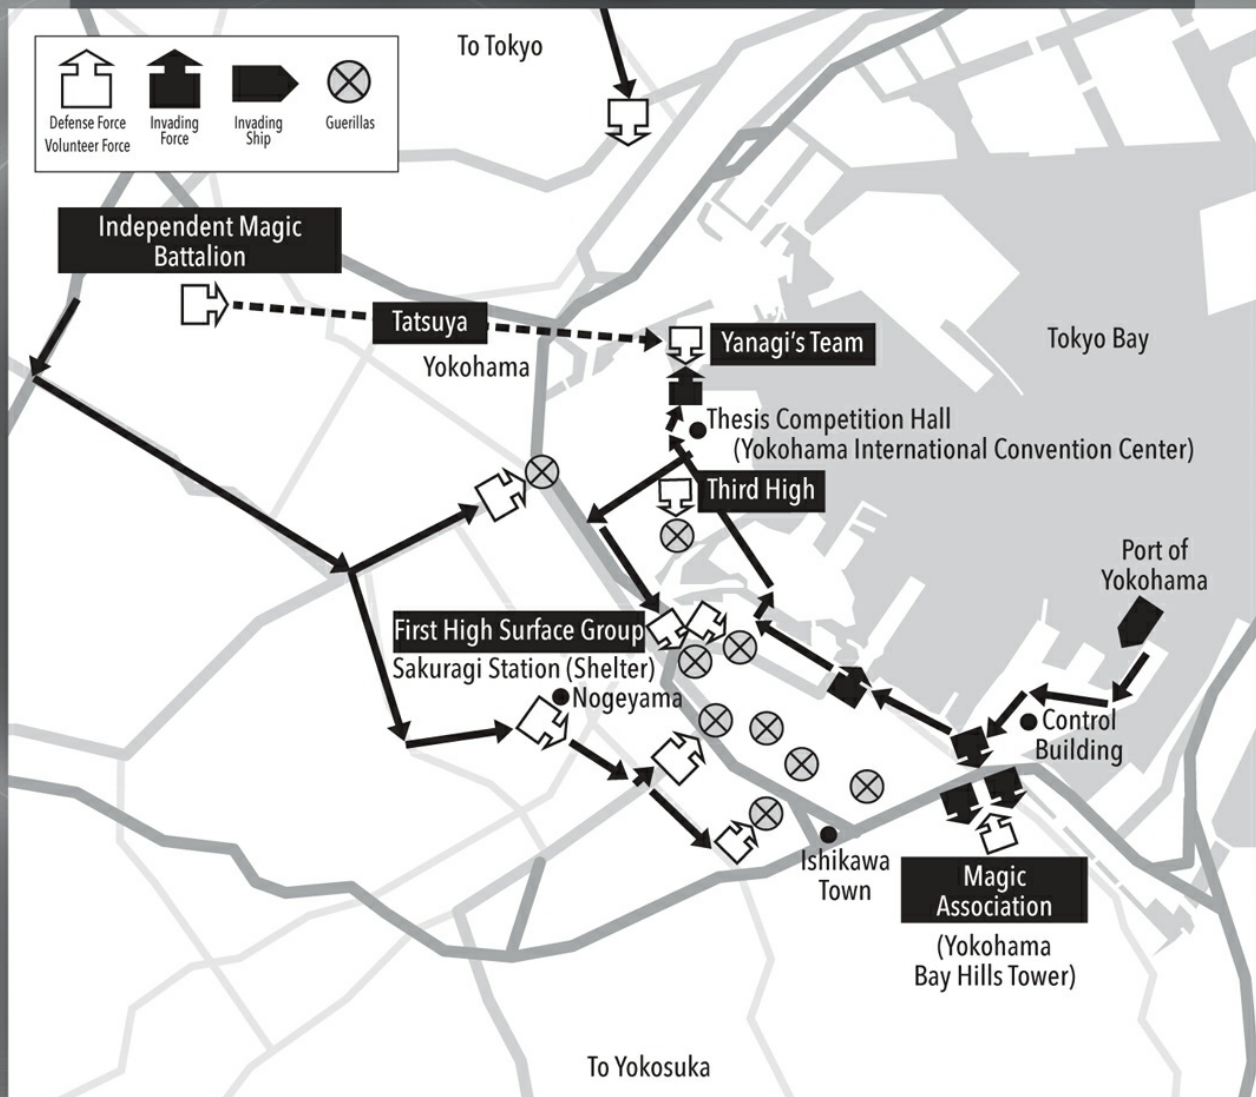 To Tokyo
Defense Force
Volunteer Force
Invading
Force
Invading
Ship
Guerillas
Independent Magic
Battalion
Tatsuya
Yokohama
Yanagi's Team
Tokyo Bay
Thesis Competition Hall
(Yokohama International Convention Center)
Third High
Port of
Yokohama
First High Surface Group
Sakuragi Station (Shelter)
Nogeyama
Control
Building
Ishikawa
Town
Magic
Association
(Yokohama
Bay Hills Tower)
To Yokosuka